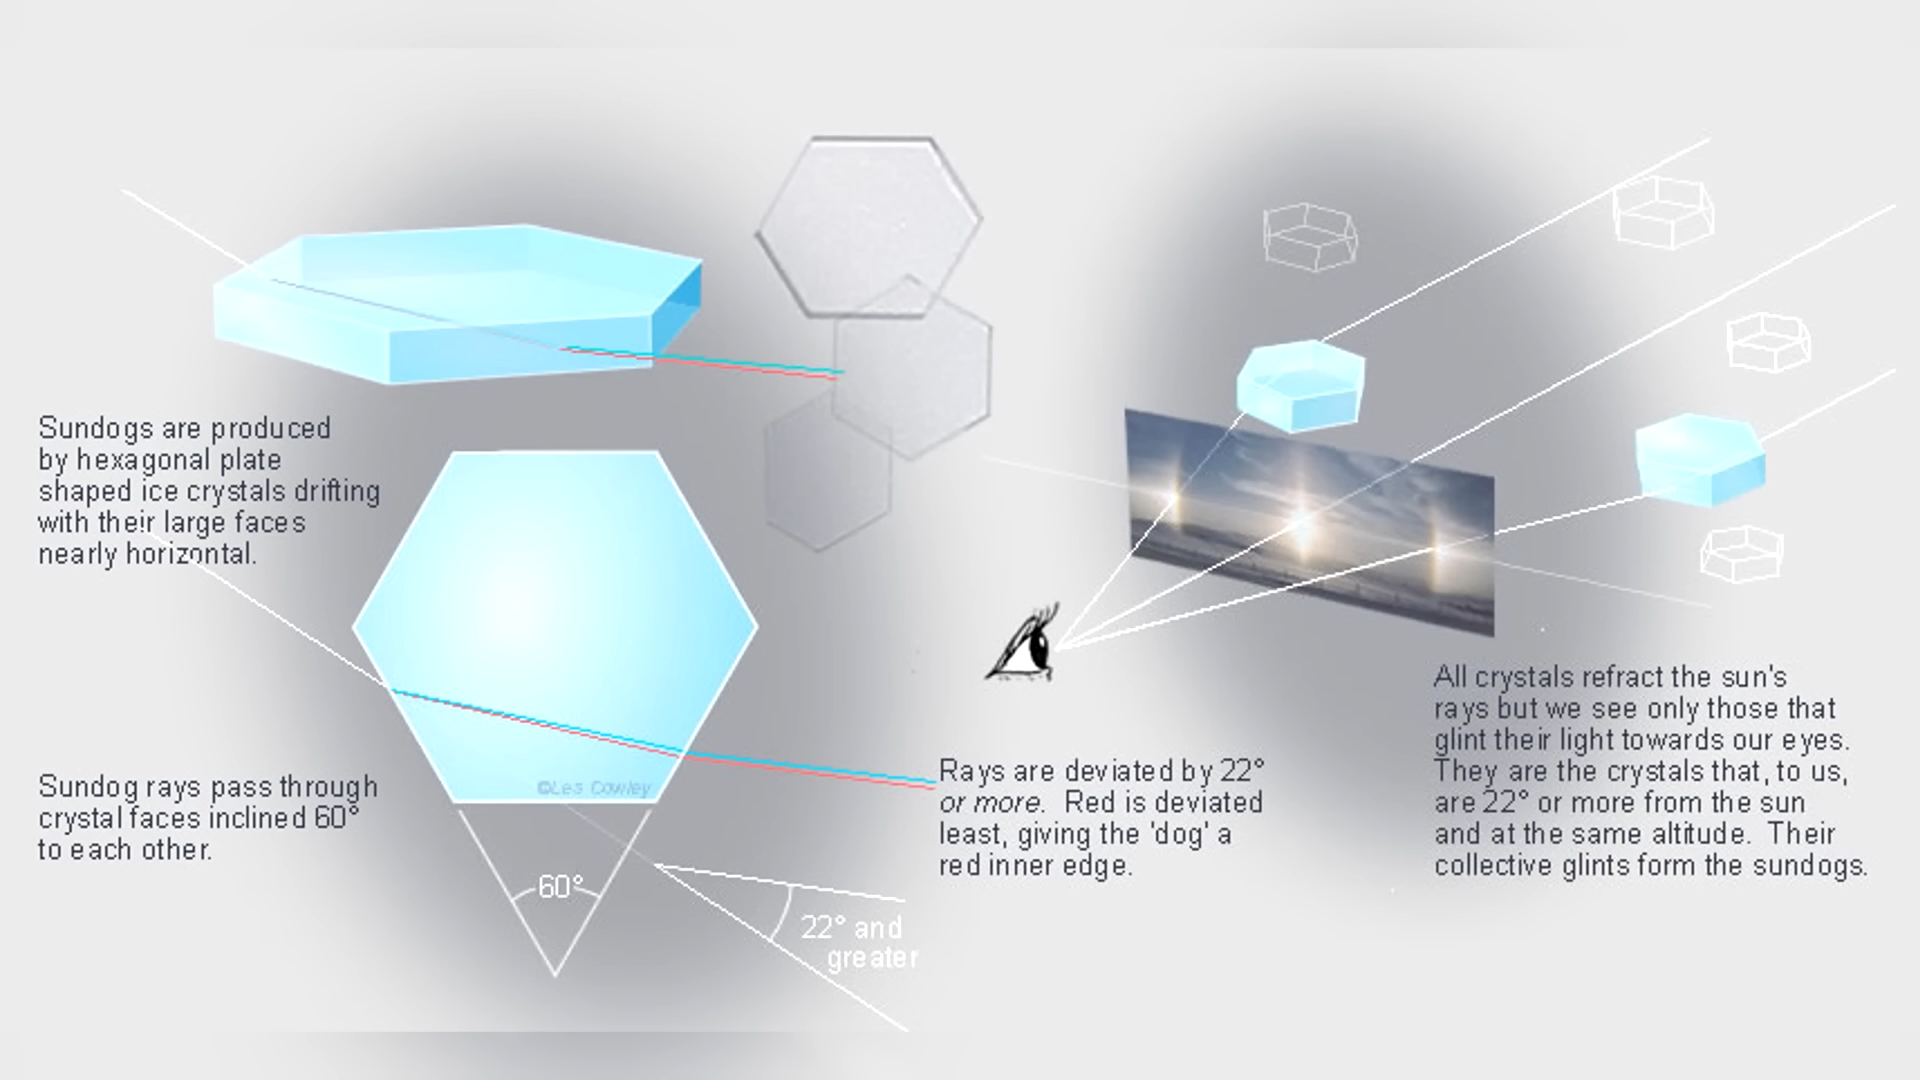 Sundogs are produced
by hexagonal plate
shaped ice crystals drifting
with their large faces
nearly horizontal.
©Les Cowley
Sundog rays pass through
crystal faces inclined 60°
to each other.
60°
22° and
greater
Rays are deviated by 22°
or more. Red is deviated
least, giving the 'dog' a
red inner edge.
All crystals refract the sun's
rays but we see only those that
glint their light towards our eyes.
They are the crystals that, to us,
are 22° or more from the sun
and at the same altitude. Their
collective glints form the sundogs.